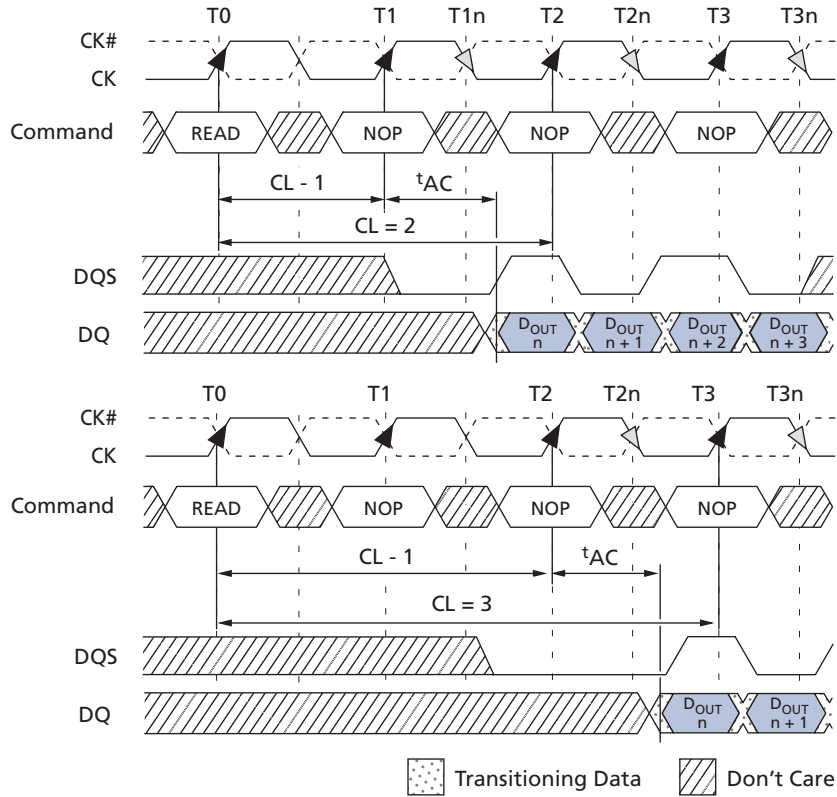 T0 T1 T1n T2 T2n T3 T3n
CK#
CK
Command READ NOP NOP NOP
CL - 1 tAC
CL = 2
DQS
DQ DOUT n DOUT n + 1 DOUT n + 2 DOUT n + 3
T0 T1 T2 T2n T3 T3n
CK#
CK
Command READ NOP NOP NOP
CL - 1 tAC
CL = 3
DQS
DQ DOUT n DOUT n + 1
Transitioning Data Don't Care